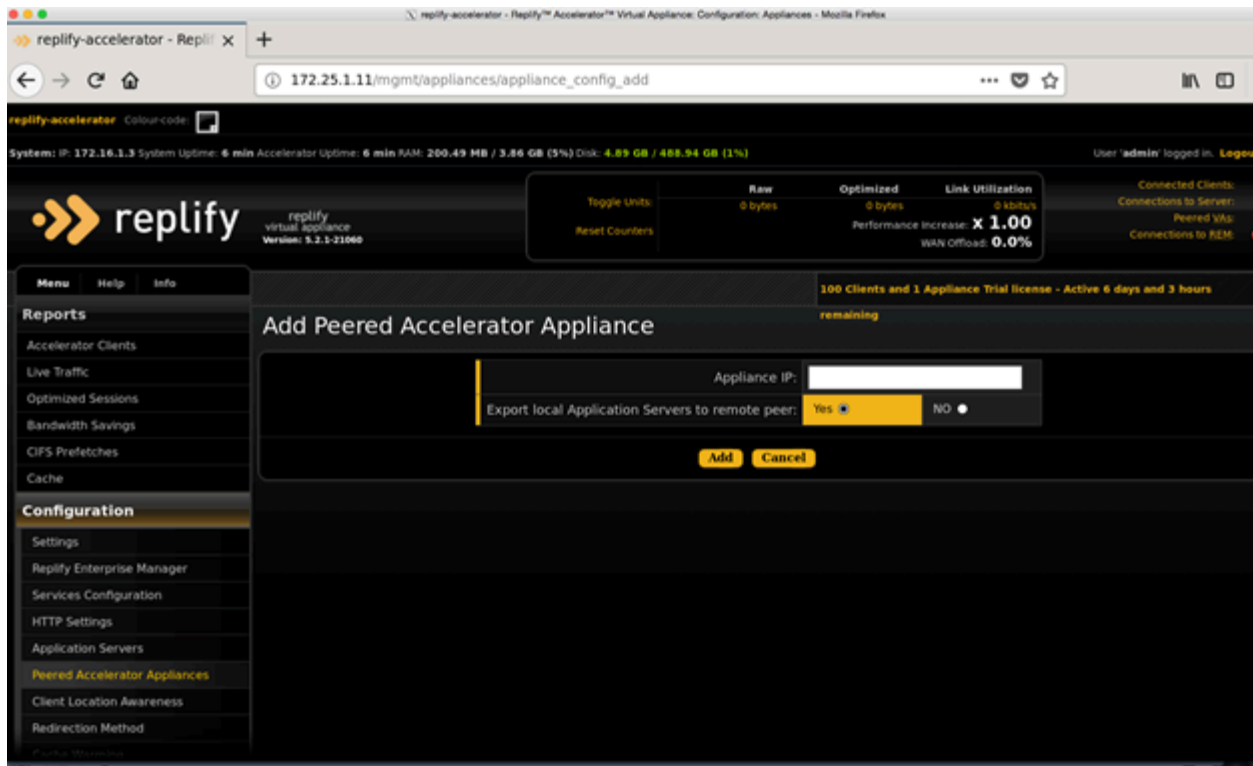 replify-accelerator - Replify™ Accelerator™ Virtual Appliance: Configuration: Appliances - Mozilla Firefox
replify-accelerator - Replif
172.25.1.11/mgmt/appliances/appliance_config_add
replify-accelerator Colour-code:
System: IP: 172.16.1.3 System Uptime: 6 min Accelerator Uptime: 6 min RAM: 200.49 MB / 3.86 GB (5%) Disk: 4.89 GB / 488.94 GB (1%) User 'admin' logged in. Logou
replify
replify
virtual appliance
Version: 5.2.1-21060
Raw Optimized Link Utilization
Toggle Units: 0 bytes 0 bytes 0 kbits/s
Reset Counters Performance Increase: X 1.00
WAN Offload: 0.0%
Connected Clients:
Connections to Server:
Peered VAs:
Connections to REM:
Menu Help Info
100 Clients and 1 Appliance Trial license - Active 6 days and 3 hours
remaining
Reports
Accelerator Clients
Live Traffic
Optimized Sessions
Bandwidth Savings
CIFS Prefetches
Cache
Configuration
Settings
Replify Enterprise Manager
Services Configuration
HTTP Settings
Application Servers
Peered Accelerator Appliances
Client Location Awareness
Redirection Method
Cache Warming
Add Peered Accelerator Appliance
Appliance IP:
Export local Application Servers to remote peer: Yes NO
Add Cancel